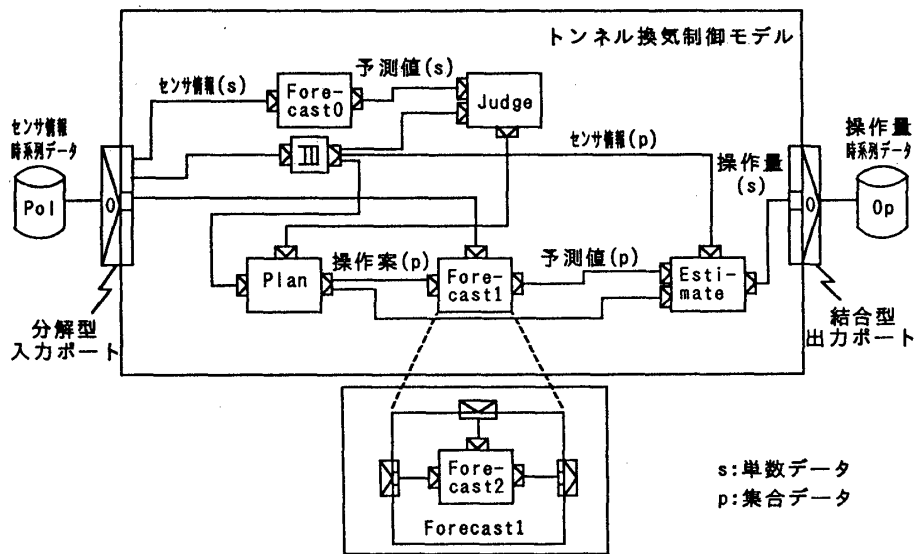 トンネル換気制御モデル
予測値(s)
センサ情報(s)
Fore-
cast0
Judge
センサ情報
時系列データ
Pol
0
III
センサ情報(p)
操作量
(s)
操作量
時系列データ
0
Op
Plan
操作案(p)
Fore-
cast1
予測値(p)
Esti-
mate
分解型
入力ポート
結合型
出力ポート
Fore-
cast2
Forecast1
s:単数データ
p:集合データ